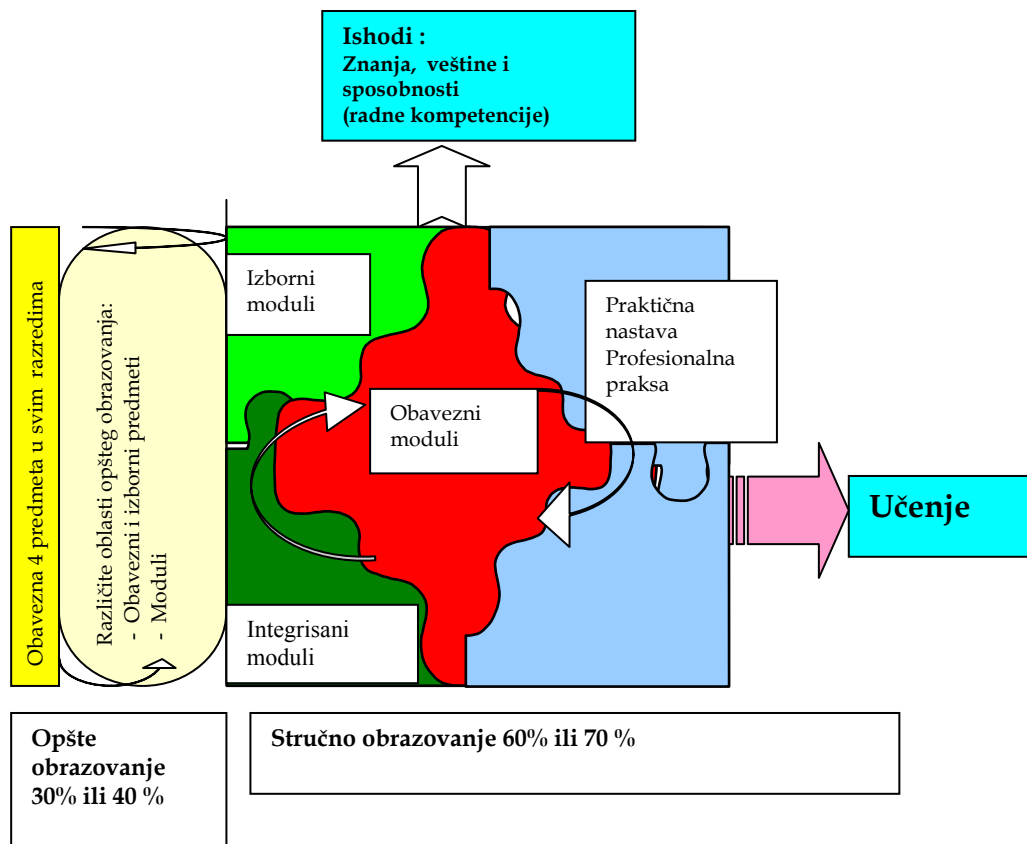 Ishodi :
Znanja, veštine i
sposobnosti
(radne kompetencije)
Obavezna 4 predmeta u svim razredima
Različite oblasti opšteg obrazovanja:
- Obavezni i izborni predmeti
- Moduli
Izborni
moduli
Praktična
nastava
Profesionalna
praksa
Obavezni
moduli
Učenje
Integrisani
moduli
Opšte
obrazovanje
30% ili 40 %
Stručno obrazovanje 60% ili 70 %